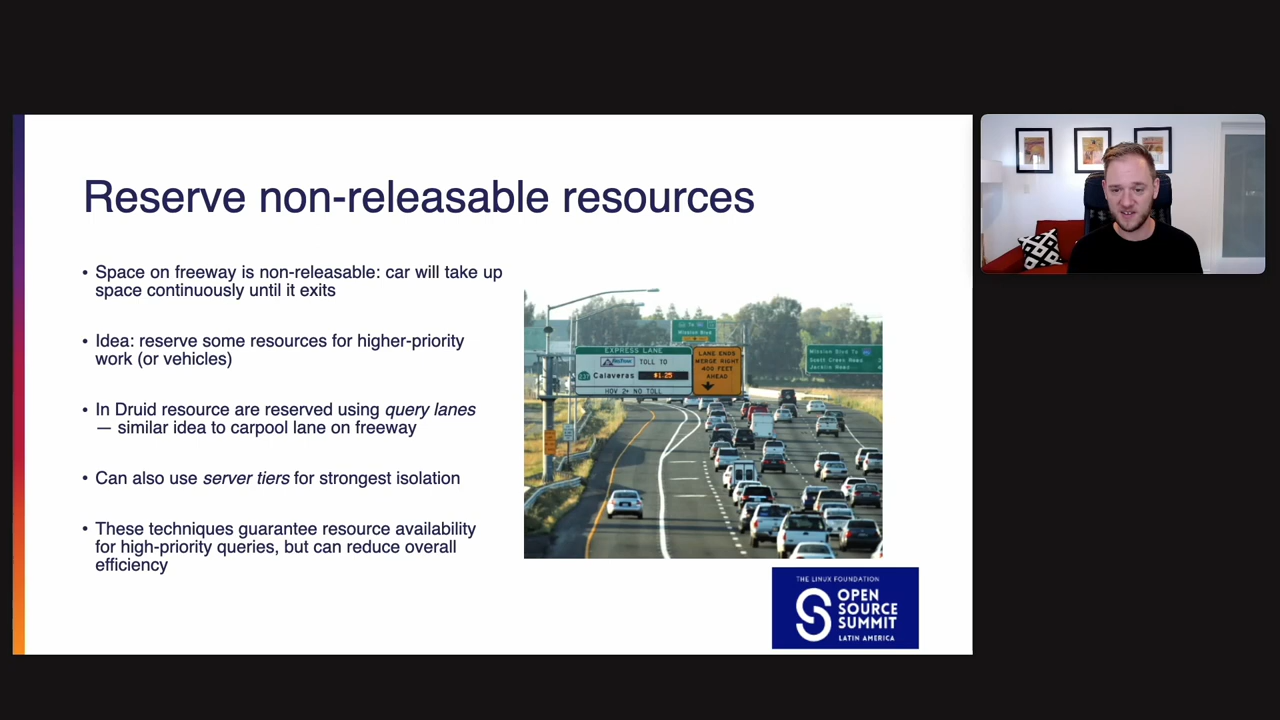 Reserve non-releasable resources
• Space on freeway is non-releasable: car will take up
space continuously until it exits
• Idea: reserve some resources for higher-priority
work (or vehicles)
• In Druid resource are reserved using query lanes
— similar idea to carpool lane on freeway
• Can also use server tiers for strongest isolation
• These techniques guarantee resource availability
for high-priority queries, but can reduce overall
efficiency
EXPRESS LANE
TOLL TO
237 Calaveras $1.25
HOV 2+ NO TOLL
LANE ENDS
MERGE RIGHT
400 FEET
AHEAD
Mission Blvd
Mission Blvd
THE LINUX FOUNDATION
OPEN
SOURCE
SUMMIT
LATIN AMERICA